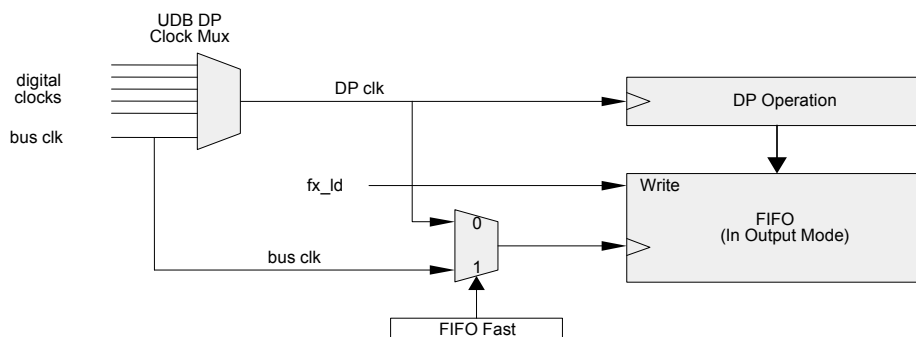 UDB DP
Clock Mux
digital
clocks
bus clk
DP clk
DP Operation
fx_ld
Write
FIFO
(In Output Mode)
0
1
bus clk
FIFO Fast